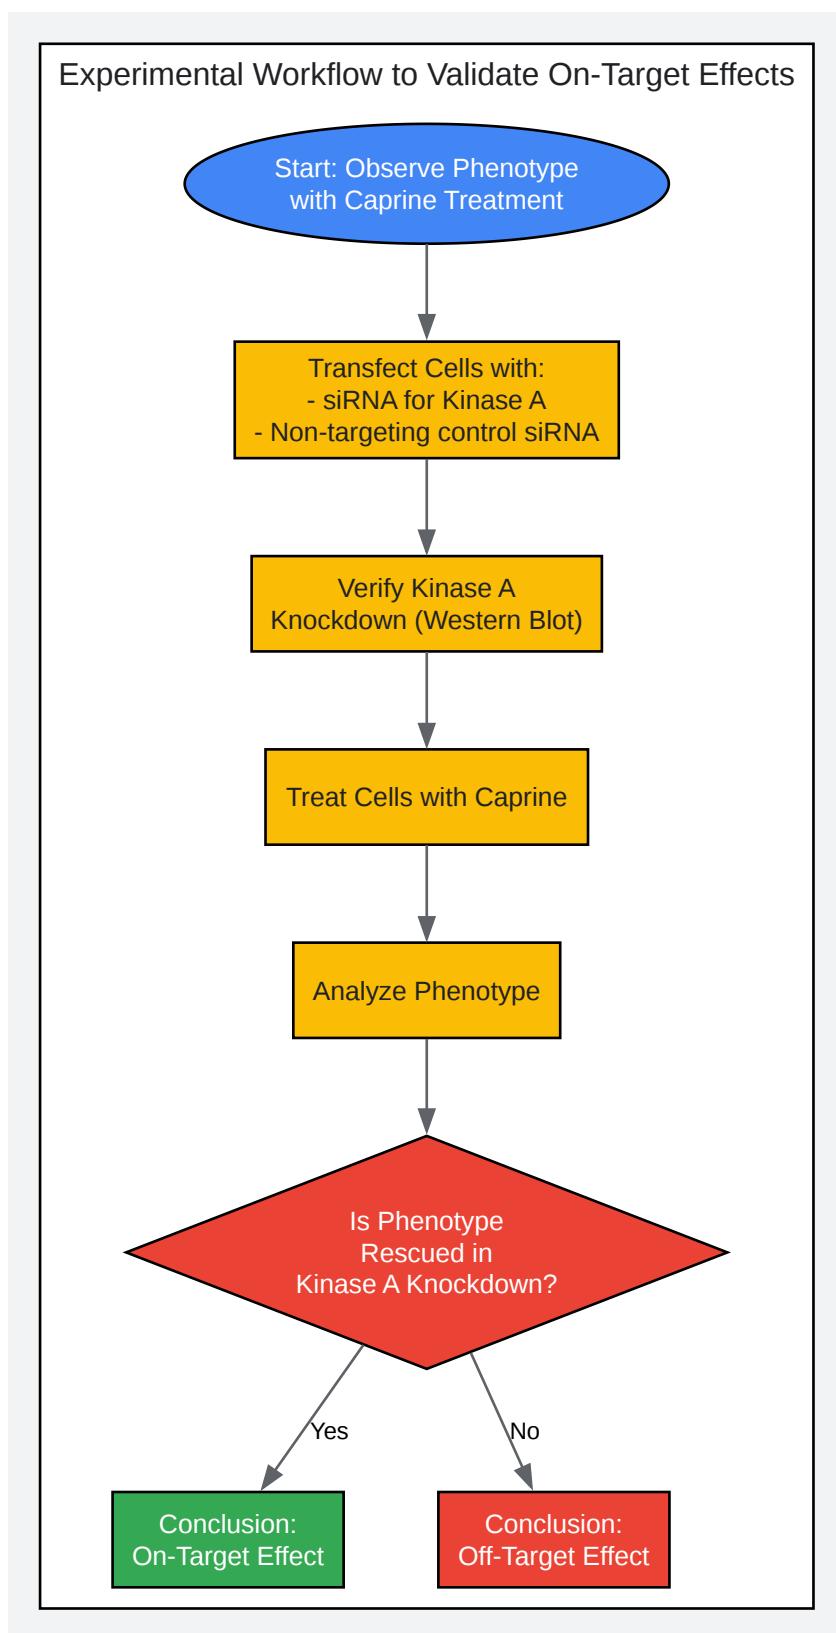 Experimental Workflow to Validate On-Target Effects
Start: Observe Phenotype
with Caprine Treatment
Transfect Cells with:
- siRNA for Kinase A
- Non-targeting control siRNA
Verify Kinase A
Knockdown (Western Blot)
Treat Cells with Caprine
Analyze Phenotype
Is Phenotype
Rescued in
Kinase A Knockdown?
Yes
No
Conclusion:
On-Target Effect
Conclusion:
Off-Target Effect